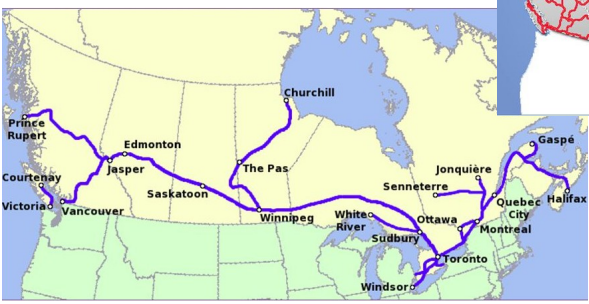 Churchill
Prince
Rupert
Edmonton
Jasper
The Pas
Courtenay
Saskatoon
Victoria
Vancouver
Winnipeg
White
River
Sudbury
Gaspé
Jonquière
Senneterre
Quebec
City
Halifax
Ottawa
Montreal
Toronto
Windsor